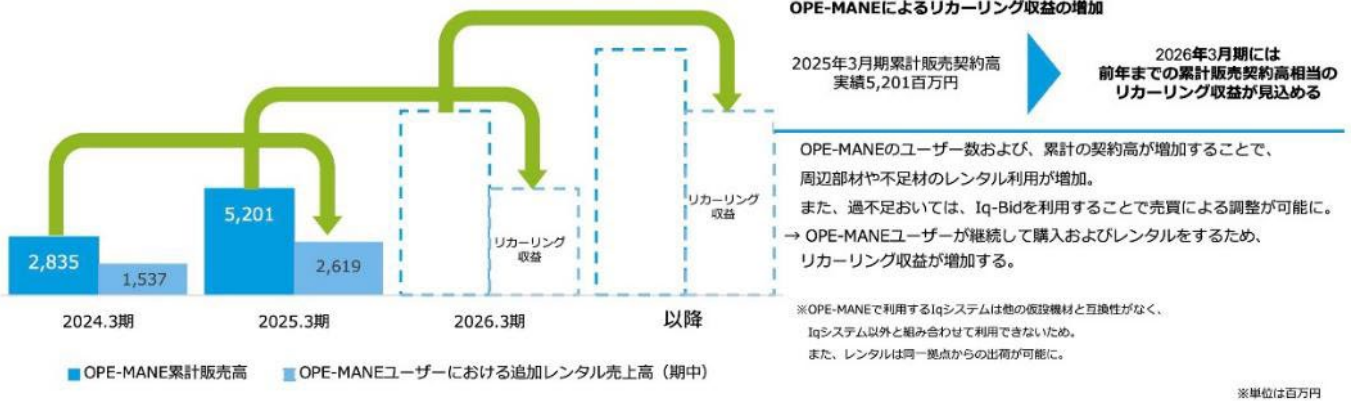 OPE-MANEによるリカーリング収益の増加
2025年3月期累計販売契約高
実績5,201百万円
2026年3月期には
前年までの累計販売契約高相当の
リカーリング収益が見込める
OPE-MANEのユーザー数および、累計の契約高が増加することで、
周辺部材や不足材のレンタル利用が増加。
また、過不足おいては、Iq-Bidを利用することで売買による調整が可能に。
→ OPE-MANEユーザーが継続して購入およびレンタルをするため、
リカーリング収益が増加する。
※OPE-MANEで利用するIqシステムは他の仮設機材と互換性がなく、
Iqシステム以外と組み合わせて利用できないため。
また、レンタルは同一拠点からの出荷が可能に。
2,835
1,537
5,201
2,619
リカーリング
収益
リカーリング
収益
2024.3期
2025.3期
2026.3期
以降
OPE-MANE累計販売高
OPE-MANEユーザーにおける追加レンタル売上高(期中)
※単位は百万円